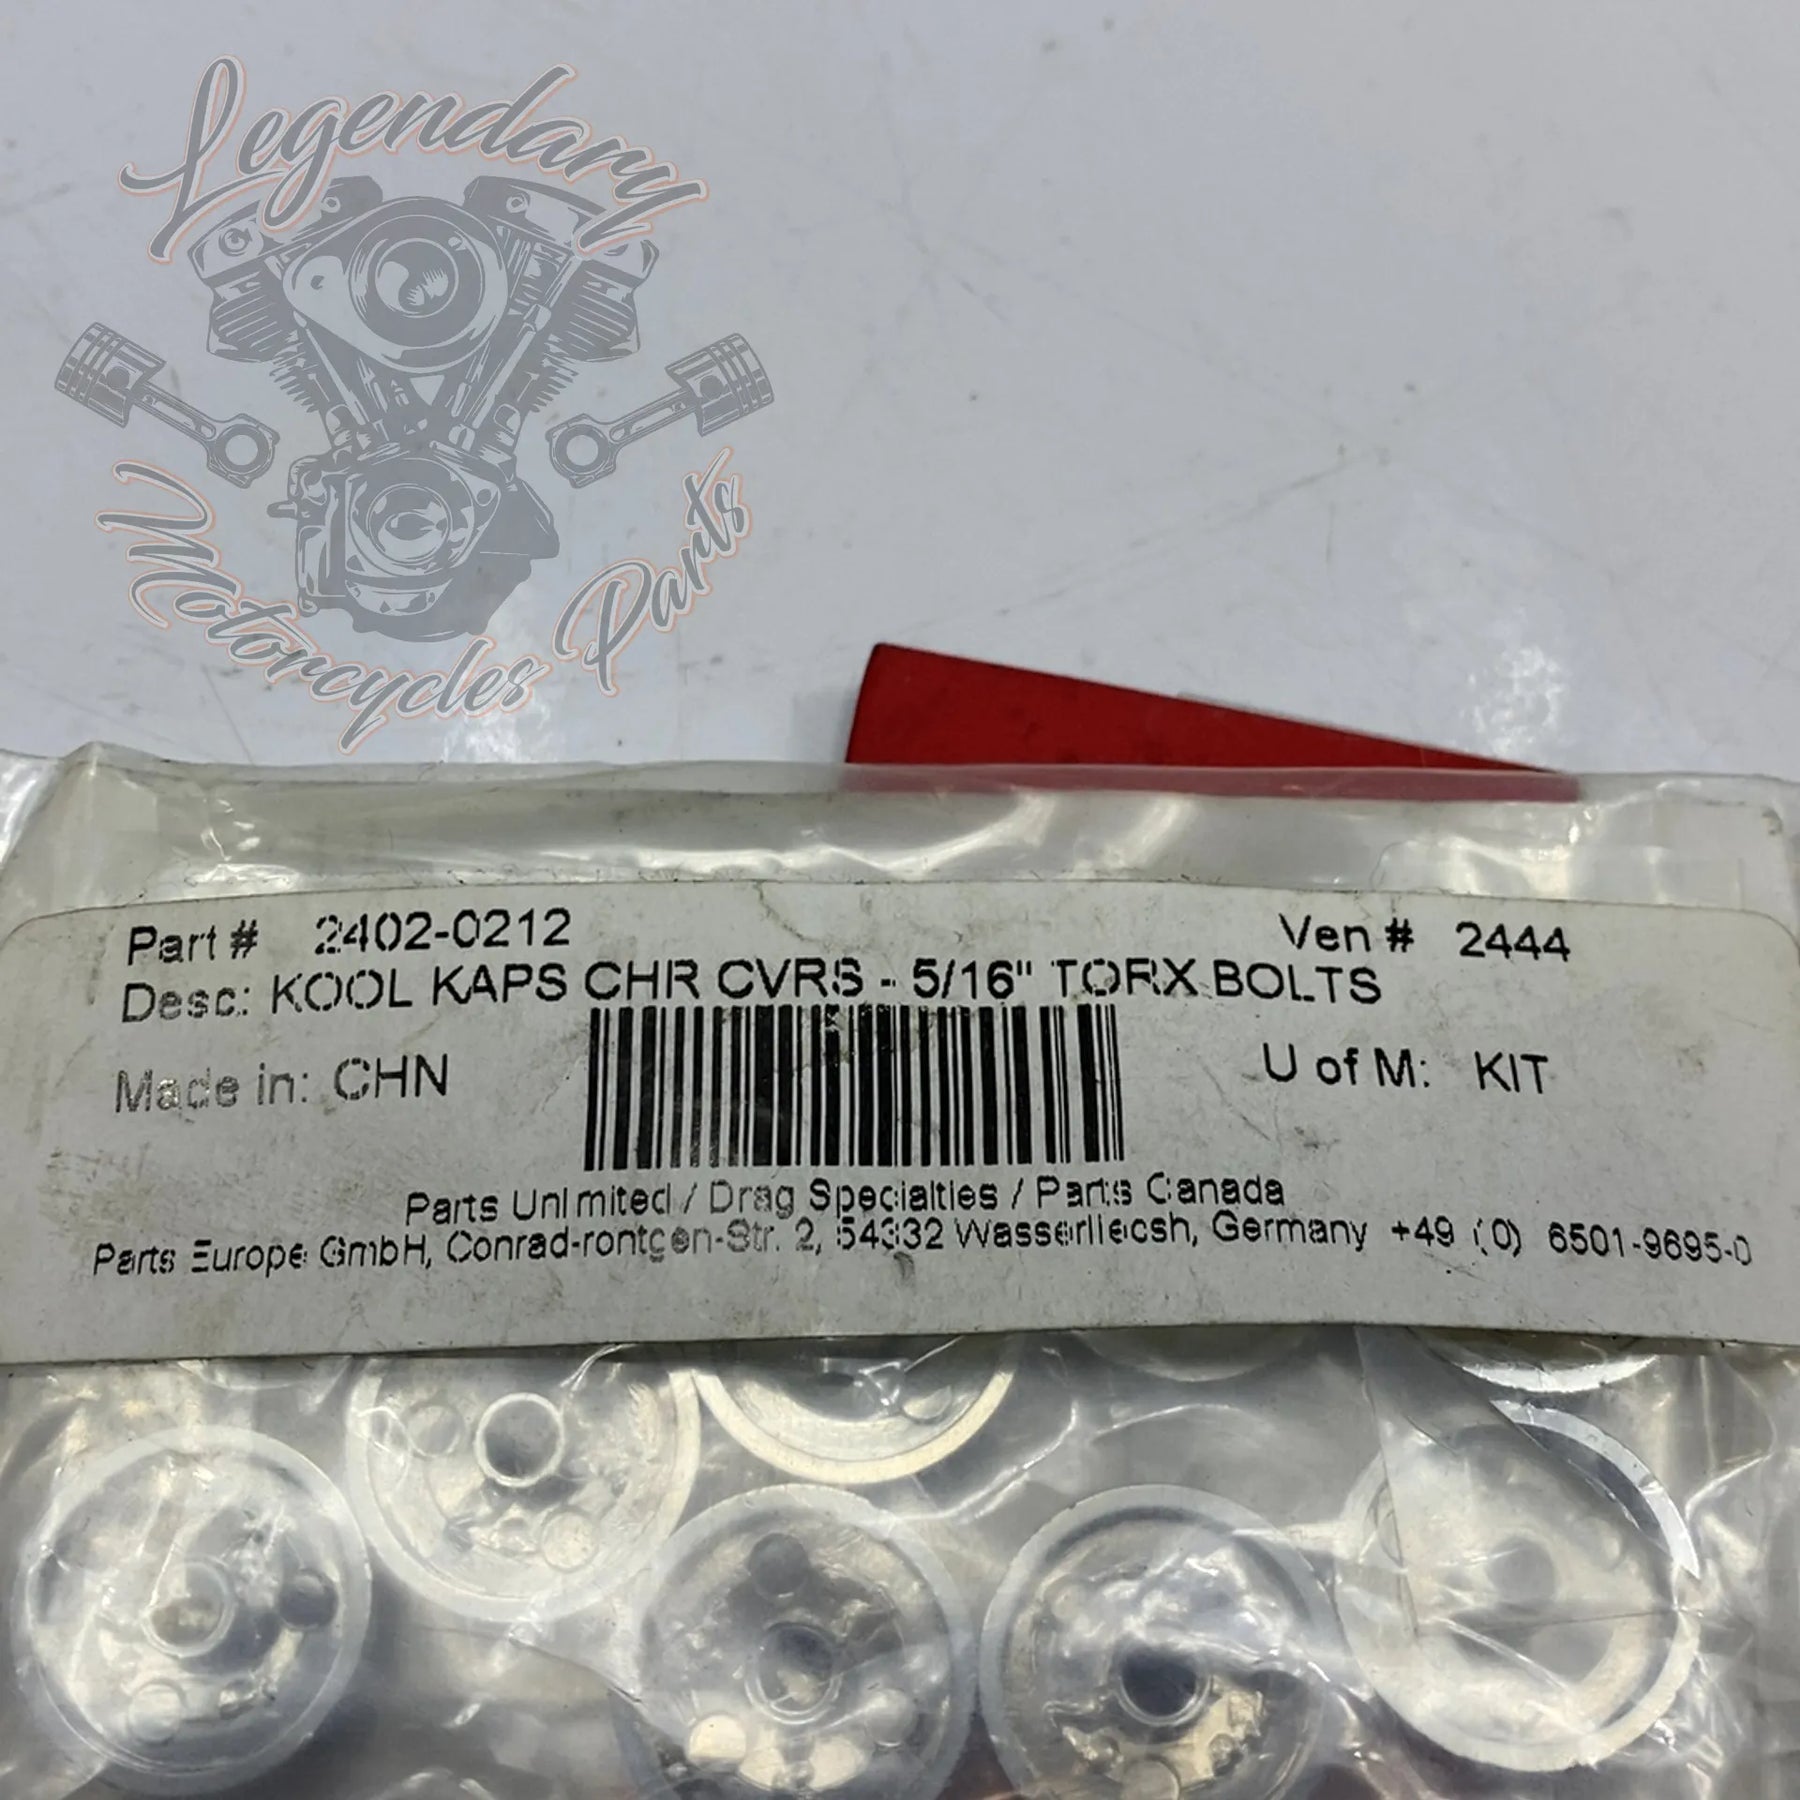 Legendary
Motorcycles Parts
Part # 2402-0212 Ven # 2444
Desc: KOOL KAPS CHR CVRS - 5/16" TORX BOLTS
Made in: CHN U of M: KIT
Parts Unlimited / Drag Specialties / Parts Canada
Parts Europe GmbH, Conrad-rontgen-Str. 2, 54332 Wasserliecsh, Germany +49 (0) 6501-9695-0